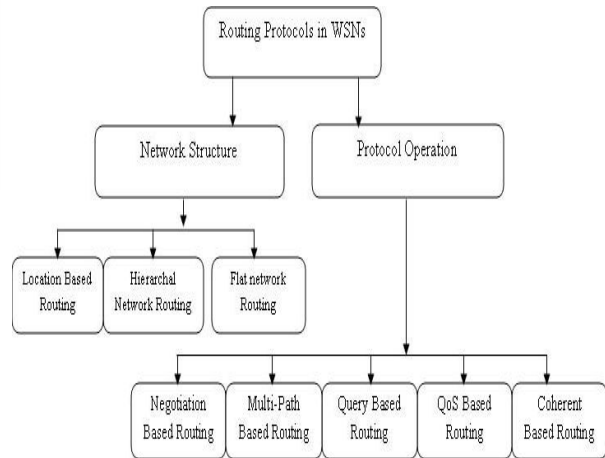 Routing Protocols in WSNs
Network Structure
Protocol Operation
Location Based
Routing
Hierarchal
Network Routing
Flat network
Routing
Negotiation
Based Routing
Multi-Path
Based Routing
Query Based
Routing
QoS Based
Routing
Coherent
Based Routing